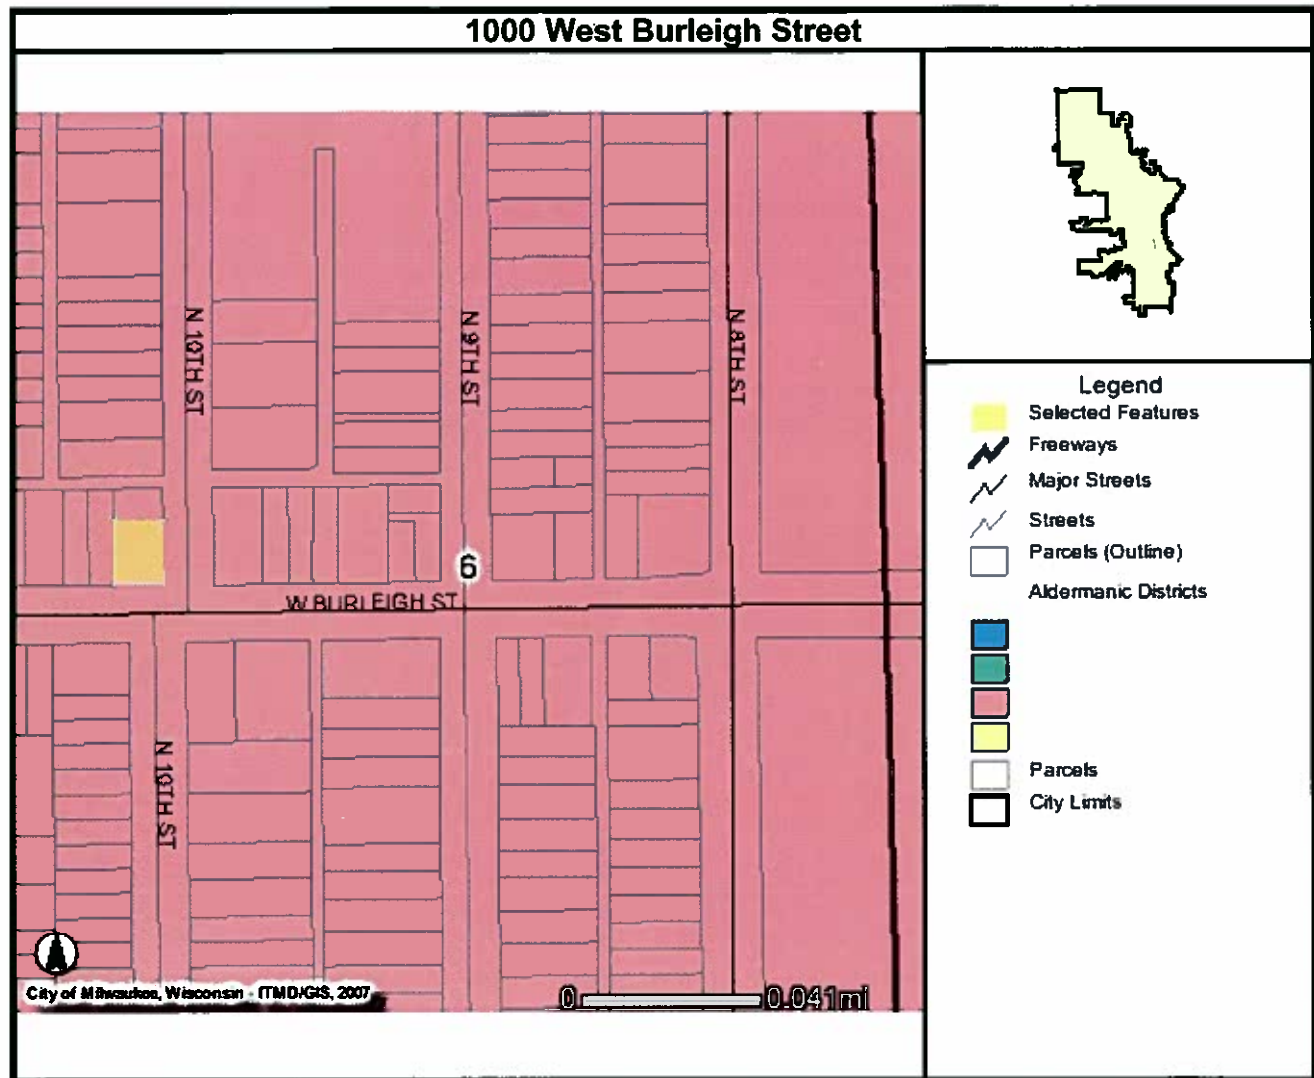 1000 West Burleigh Street
N 10TH ST
N 9TH ST
N 8TH ST
6
W BURLEIGH ST
N 10TH ST
City of Milwaukee, Wisconsin - ITMD/GIS, 2007
0 0.041mi
Legend
Selected Features
Freeways
Major Streets
Streets
Parcels (Outline)
Aldermanic Districts
Parcels
City Limits